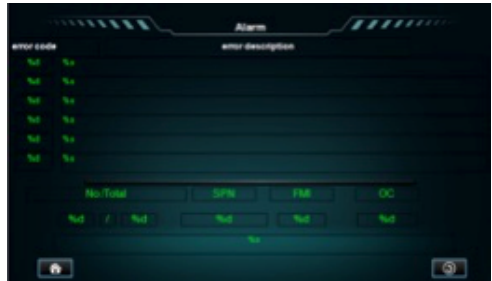 Alarm
error code error description
%d %s
%d %s
%d %s
%d %s
%d %s
No:Total SPN FMI OC
%d / %d %d %d %d
%s